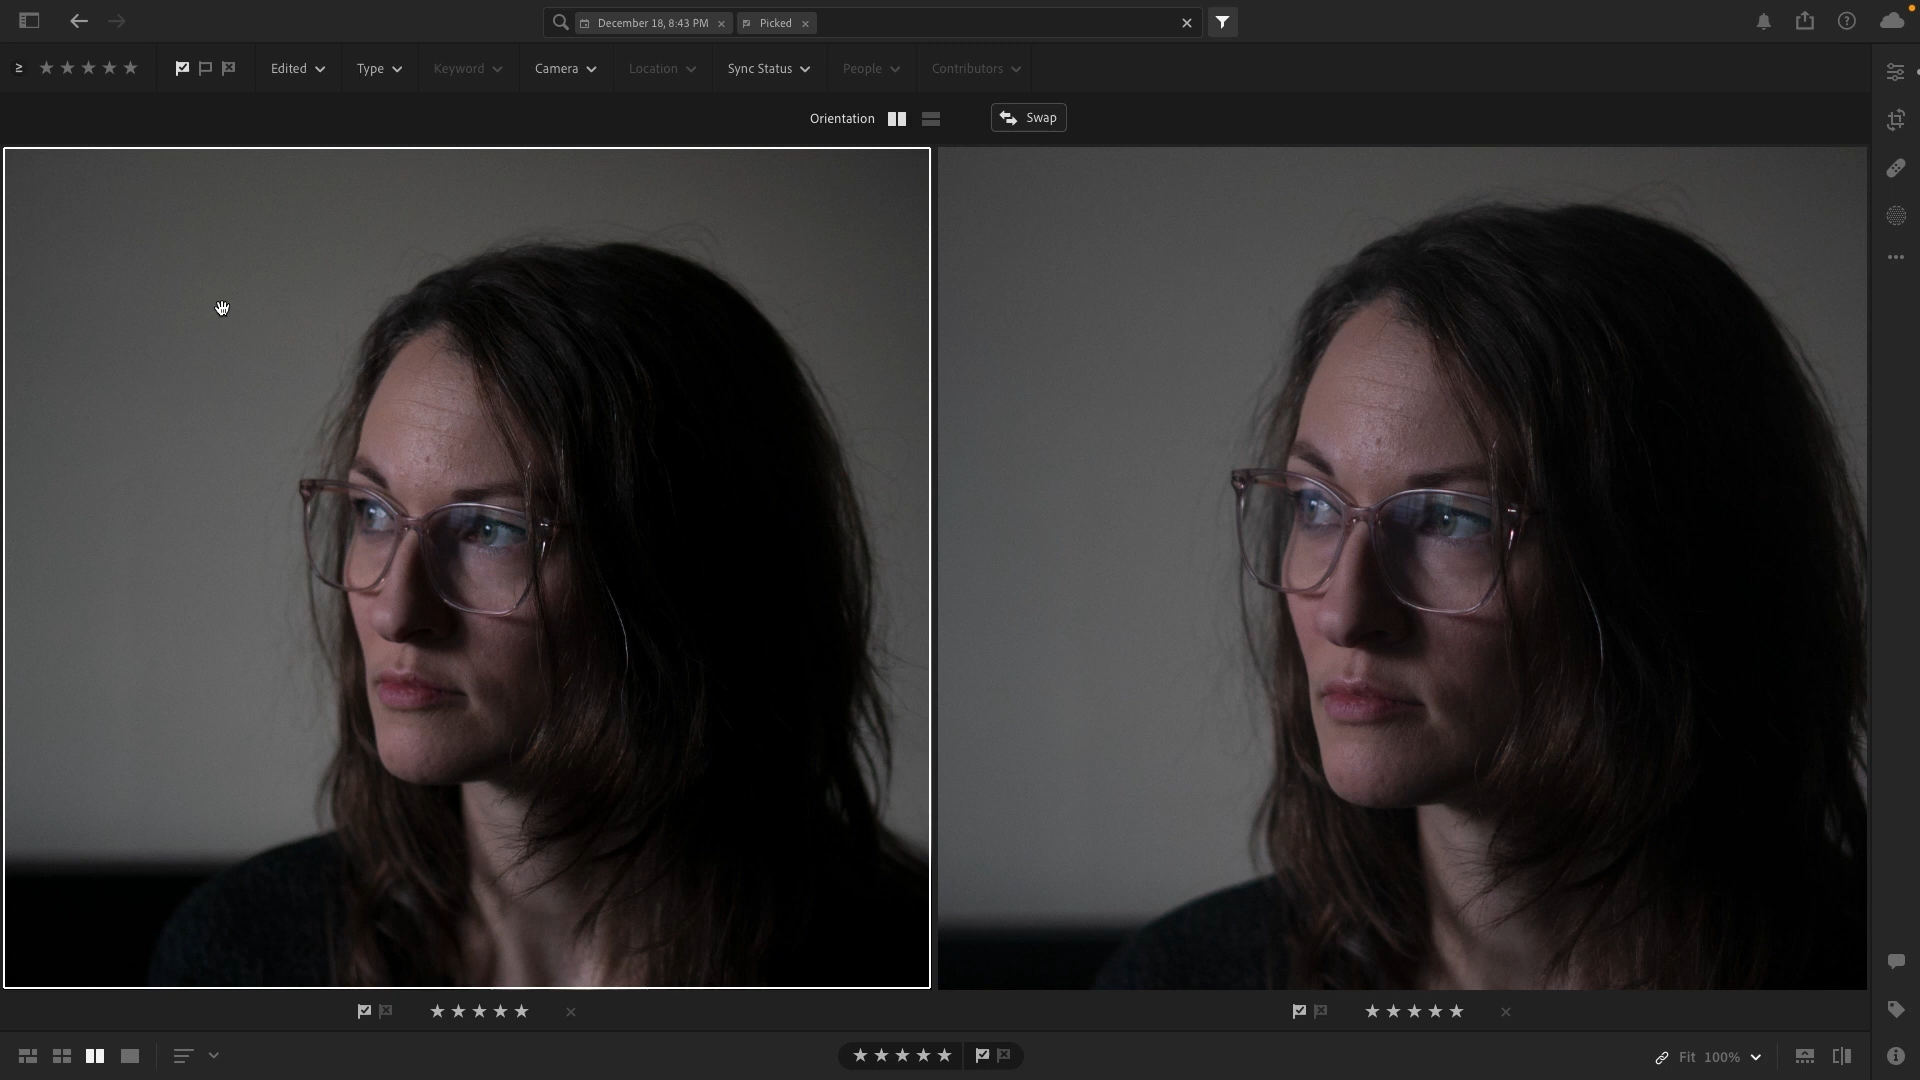 December 18, 8:43 PM
Picked
Edited
Type
Keyword
Camera
Location
Sync Status
People
Contributors
Orientation
Swap
Fit
100%